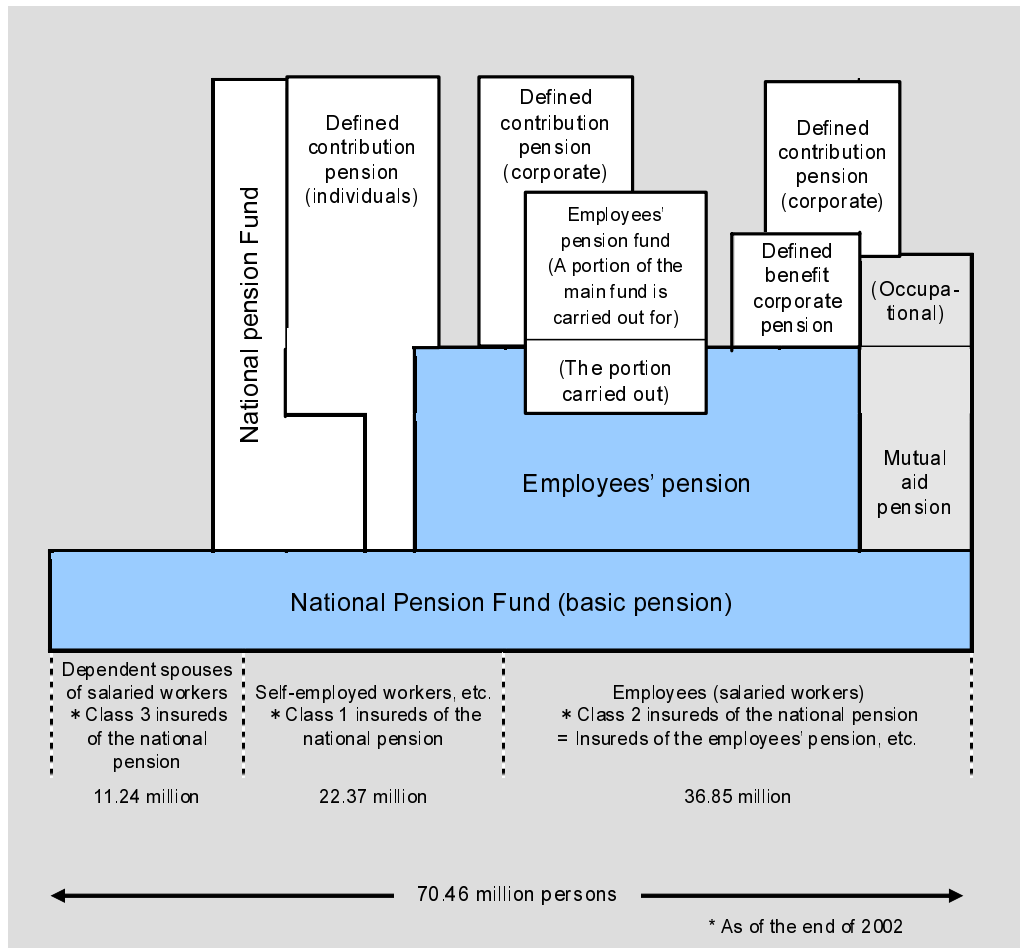 National pension Fund
Defined
contribution
pension
(individuals)
Defined
contribution
pension
(corporate)
Employees'
pension fund
(A portion of the
main fund is
carried out for)
(The portion
carried out)
Defined
contribution
pension
(corporate)
Defined
benefit
corporate
pension
(Occupa-
tional)
Employees' pension
Mutual
aid
pension
National Pension Fund (basic pension)
Dependent spouses
of salaried workers
* Class 3 insureds
of the national
pension
11.24 million
Self-employed workers, etc.
* Class 1 insureds of the
national pension
22.37 million
Employees (salaried workers)
* Class 2 insureds of the national pension
= Insureds of the employees' pension, etc.
36.85 million
70.46 million persons
* As of the end of 2002